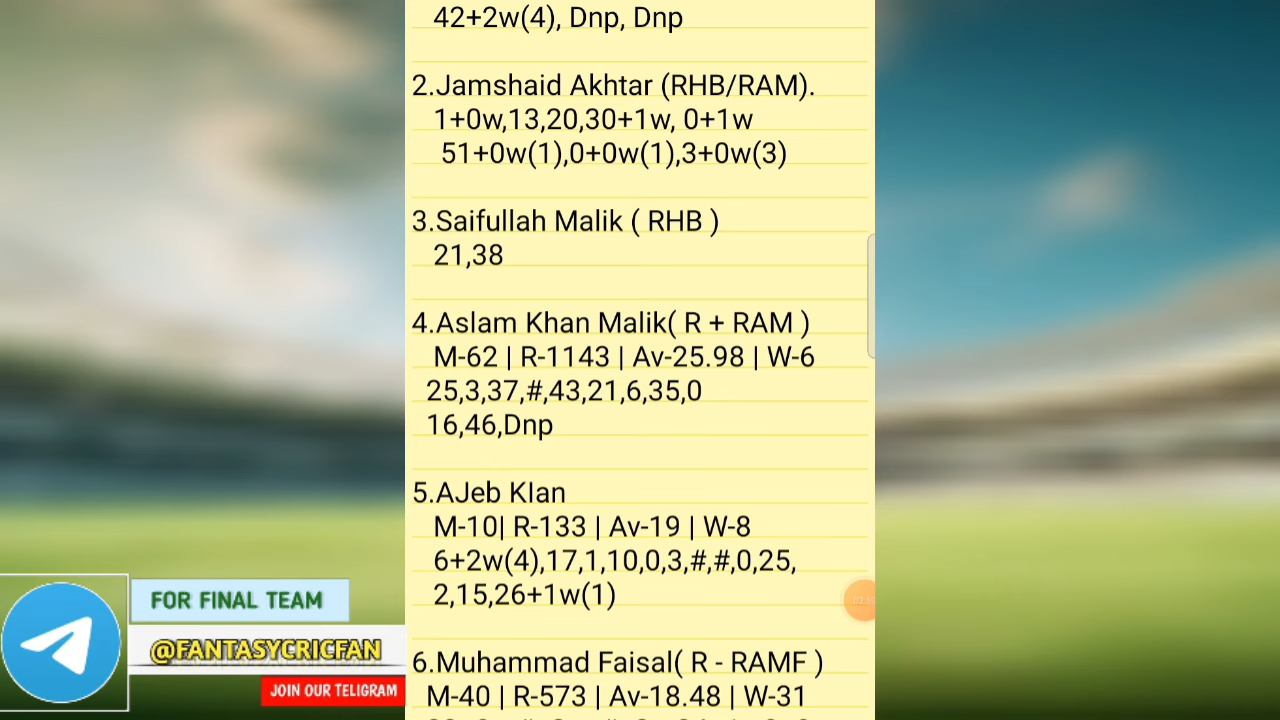 42+2w(4), Dnp, Dnp
2.Jamshaid Akhtar (RHB/RAM).
1+0w,13,20,30+1w, 0+1w
51+0w(1),0+0w(1),3+0w(3)
3.Saifullah Malik ( RHB )
21,38
4.Aslam Khan Malik( R + RAM )
M-62 | R-1143 | Av-25.98 | W-6
25,3,37,#,43,21,6,35,0
16,46,Dnp
5.AJeb Klan
M-10| R-133 | Av-19 | W-8
6+2w(4),17,1,10,0,3,#,#,0,25,
2,15,26+1w(1)
6.Muhammad Faisal( R - RAMF )
M-40 | R-573 | Av-18.48 | W-31
FOR FINAL TEAM
@FANTASYCRICFAN
JOIN OUR TELIGRAM